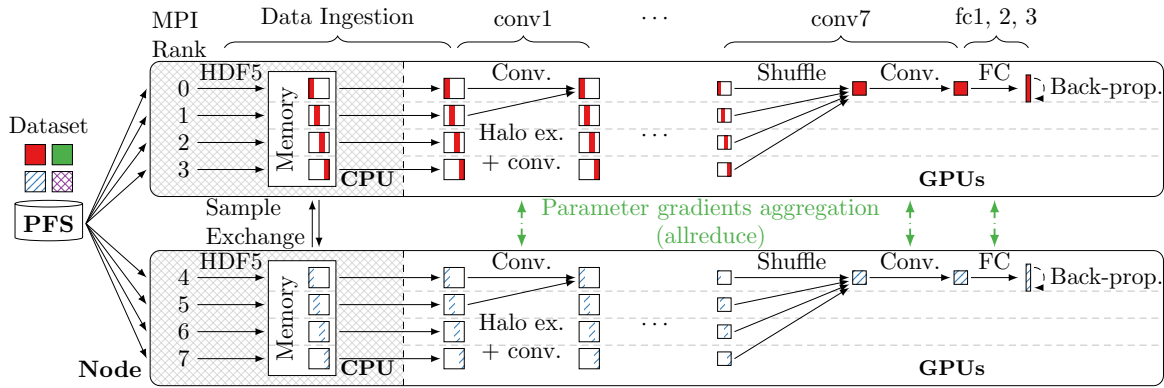 MPI
Rank
Data Ingestion
conv1
...
conv7
fc1, 2, 3
Dataset
PFS
HDF5
Memory
0
1
2
3
CPU
Conv.
Halo ex.
+ conv.
...
Shuffle
Conv.
FC
Back-prop.
GPUs
Sample
Exchange
Parameter gradients aggregation
(allreduce)
HDF5
Memory
4
5
6
7
Node
CPU
Conv.
Halo ex.
+ conv.
...
Shuffle
Conv.
FC
Back-prop.
GPUs